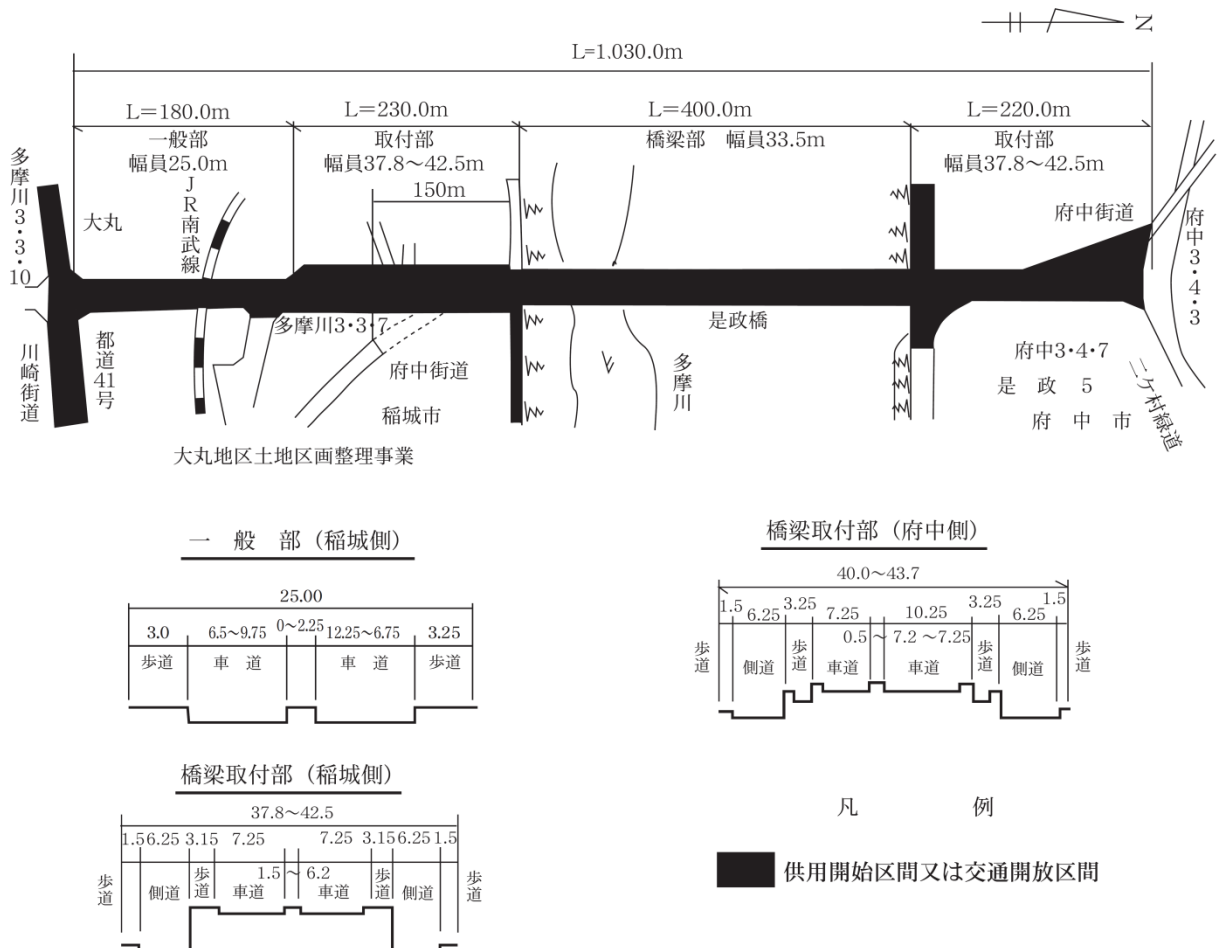 N
L=1,030.0m
L=180.0m
L=230.0m
L=400.0m
L=220.0m
一般部
幅員25.0m
取付部
幅員37.8～42.5m
橋梁部 幅員33.5m
取付部
幅員37.8～42.5m
150m
多摩川3・3・10
大丸
JR南武線
府中街道
府中3・4・3
多摩川3・3・7
是政橋
川崎街道
都道41号
府中街道
稲城市
多摩川
府中3・4・7
是政5
府中市
二ケ村緑道
大丸地区土地区画整理事業
一般部（稲城側）
25.00
3.0 6.5～9.75 0～2.25 12.25～6.75 3.25
歩道 車道 車道 歩道
橋梁取付部（府中側）
40.0～43.7
1.5 6.25 3.25 7.25 10.25 3.25 6.25 1.5
0.5～7.2～7.25
歩道 側道 歩道 車道 車道 歩道 側道 歩道
橋梁取付部（稲城側）
37.8～42.5
1.5 6.25 3.15 7.25 7.25 3.15 6.25 1.5
1.5～6.2
歩道 側道 歩道 車道 車道 歩道 側道 歩道
凡例
供用開始区間又は交通開放区間